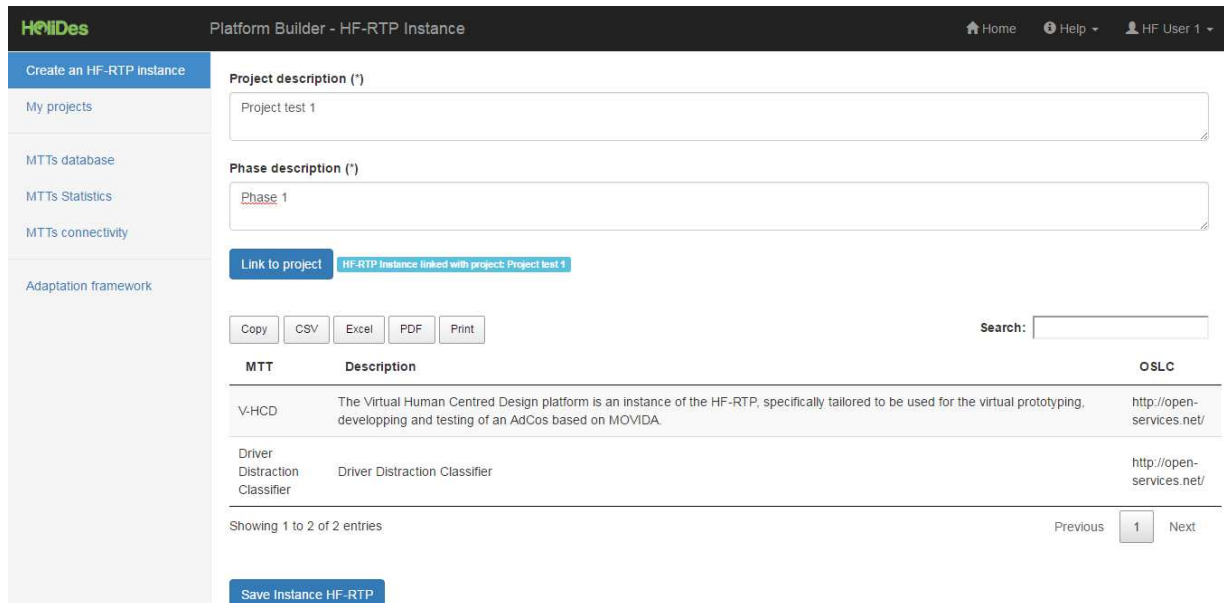 HoliDes
Platform Builder - HF-RTP Instance
Home
Help
HF User 1
Create an HF-RTP instance
My projects
MTTs database
MTTs Statistics
MTTs connectivity
Adaptation framework
Project description (*)
Project test 1
Phase description (*)
Phase 1
Link to project
HF-RTP Instance linked with project: Project test 1
Copy
CSV
Excel
PDF
Print
Search:
MTT
Description
OSLC
V-HCD
The Virtual Human Centred Design platform is an instance of the HF-RTP, specifically tailored to be used for the virtual prototyping,
developping and testing of an AdCos based on MOVIDA.
http://open-
services.net/
Driver
Distraction
Classifier
Driver Distraction Classifier
http://open-
services.net/
Showing 1 to 2 of 2 entries
Previous
1
Next
Save Instance HF-RTP